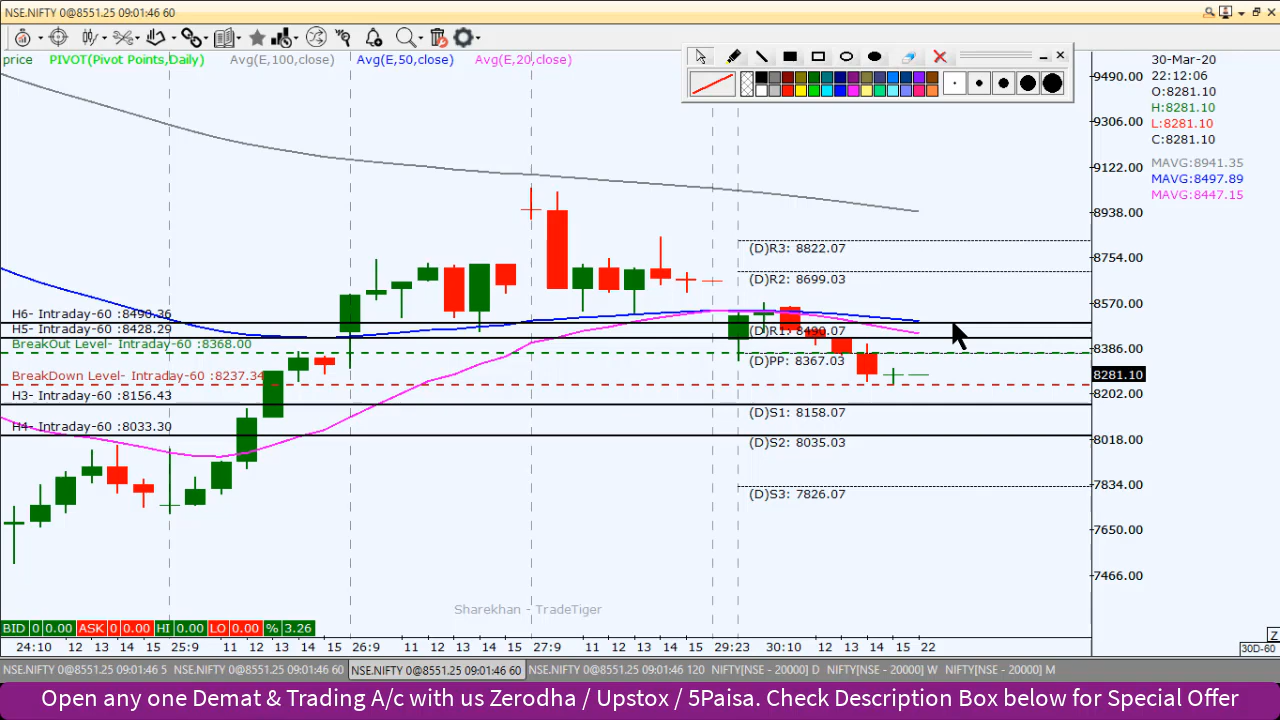 NSE.NIFTY 0@8551.25 09:01:46 60
price PIVOT(Pivot Points,Daily) Avg(E,100,close) Avg(E,50,close) Avg(E,20,close)
30-Mar-20
22:12:06
O:8281.10
H:8281.10
L:8281.10
C:8281.10
MAVG:8941.35
MAVG:8497.89
MAVG:8447.15
9490.00
9306.00
9122.00
8938.00
8754.00
8570.00
8386.00
8281.10
8202.00
8018.00
7834.00
7650.00
7466.00
(D)R3: 8822.07
(D)R2: 8699.03
H6- Intraday-60 :8490.36
H5- Intraday-60 :8428.29
(D)R1: 8490.07
BreakOut Level- Intraday-60 :8368.00
(D)PP: 8367.03
BreakDown Level- Intraday-60 :8237.34
H3- Intraday-60 :8156.43
(D)S1: 8158.07
H4- Intraday-60 :8033.30
(D)S2: 8035.03
(D)S3: 7826.07
Sharekhan - TradeTiger
BID 0 0.00 ASK 0 0.00 HI 0.00 LO 0.00 % 3.26
Z
24:10 12 13 14 15 25:9 11 12 13 14 15 26:9 11 12 13 14 15 27:9 11 12 13 14 15 29:23 30:10 12 13 14 15 22
30D-60
NSE.NIFTY 0@8551.25 09:01:46 5 NSE.NIFTY 0@8551.25 09:01:46 60 NSE.NIFTY 0@8551.25 09:01:46 60 NSE.NIFTY 0@8551.25 09:01:46 120 NIFTY[NSE - 20000] D NIFTY[NSE - 20000] W NIFTY[NSE - 20000] M
Open any one Demat & Trading A/c with us Zerodha / Upstox / 5Paisa. Check Description Box below for Special Offer